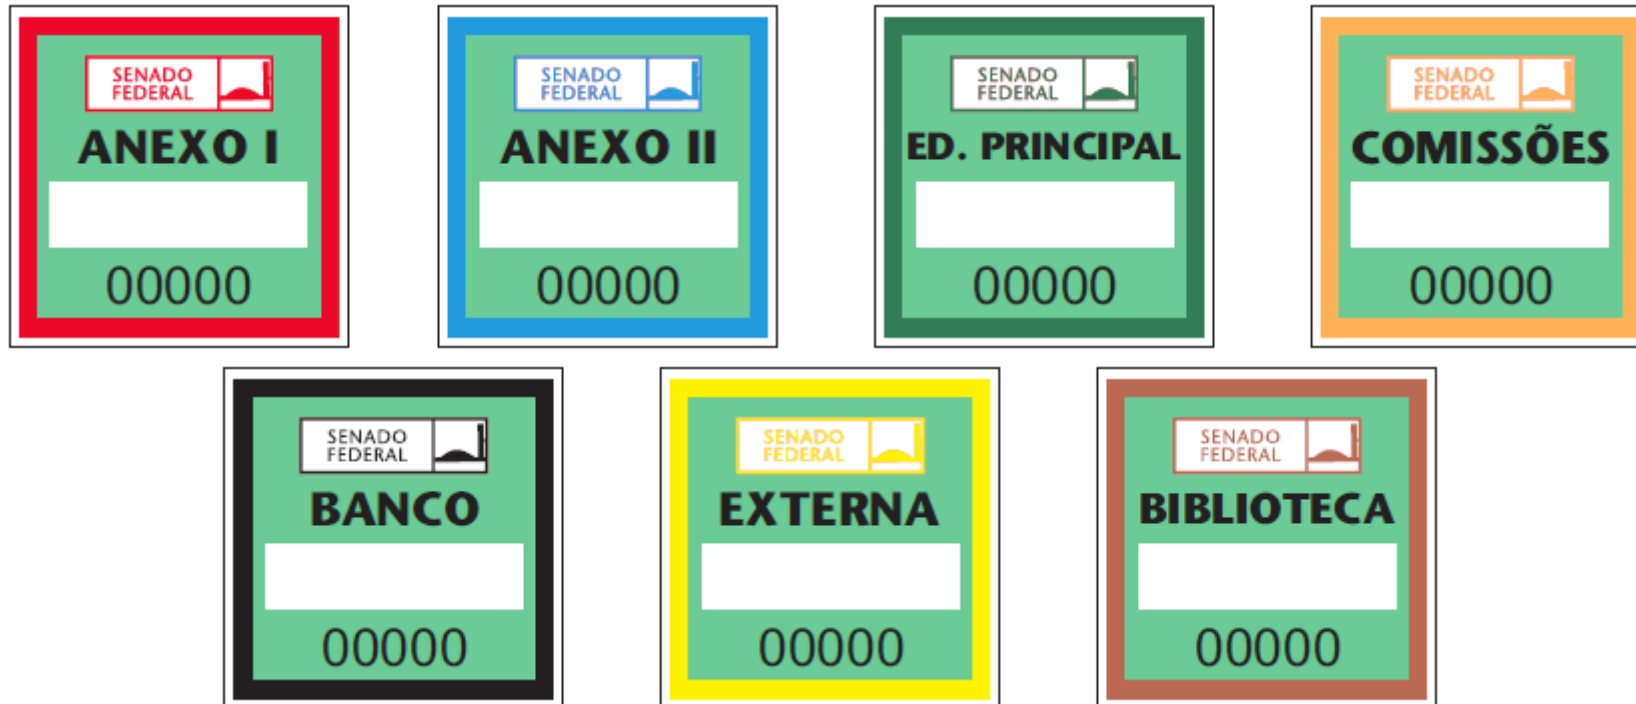 SENADO
FEDERAL
ANEXO I
00000
SENADO
FEDERAL
ANEXO II
00000
SENADO
FEDERAL
ED. PRINCIPAL
00000
SENADO
FEDERAL
COMISSÕES
00000
SENADO
FEDERAL
BANCO
00000
SENADO
FEDERAL
EXTERNA
00000
SENADO
FEDERAL
BIBLIOTECA
00000